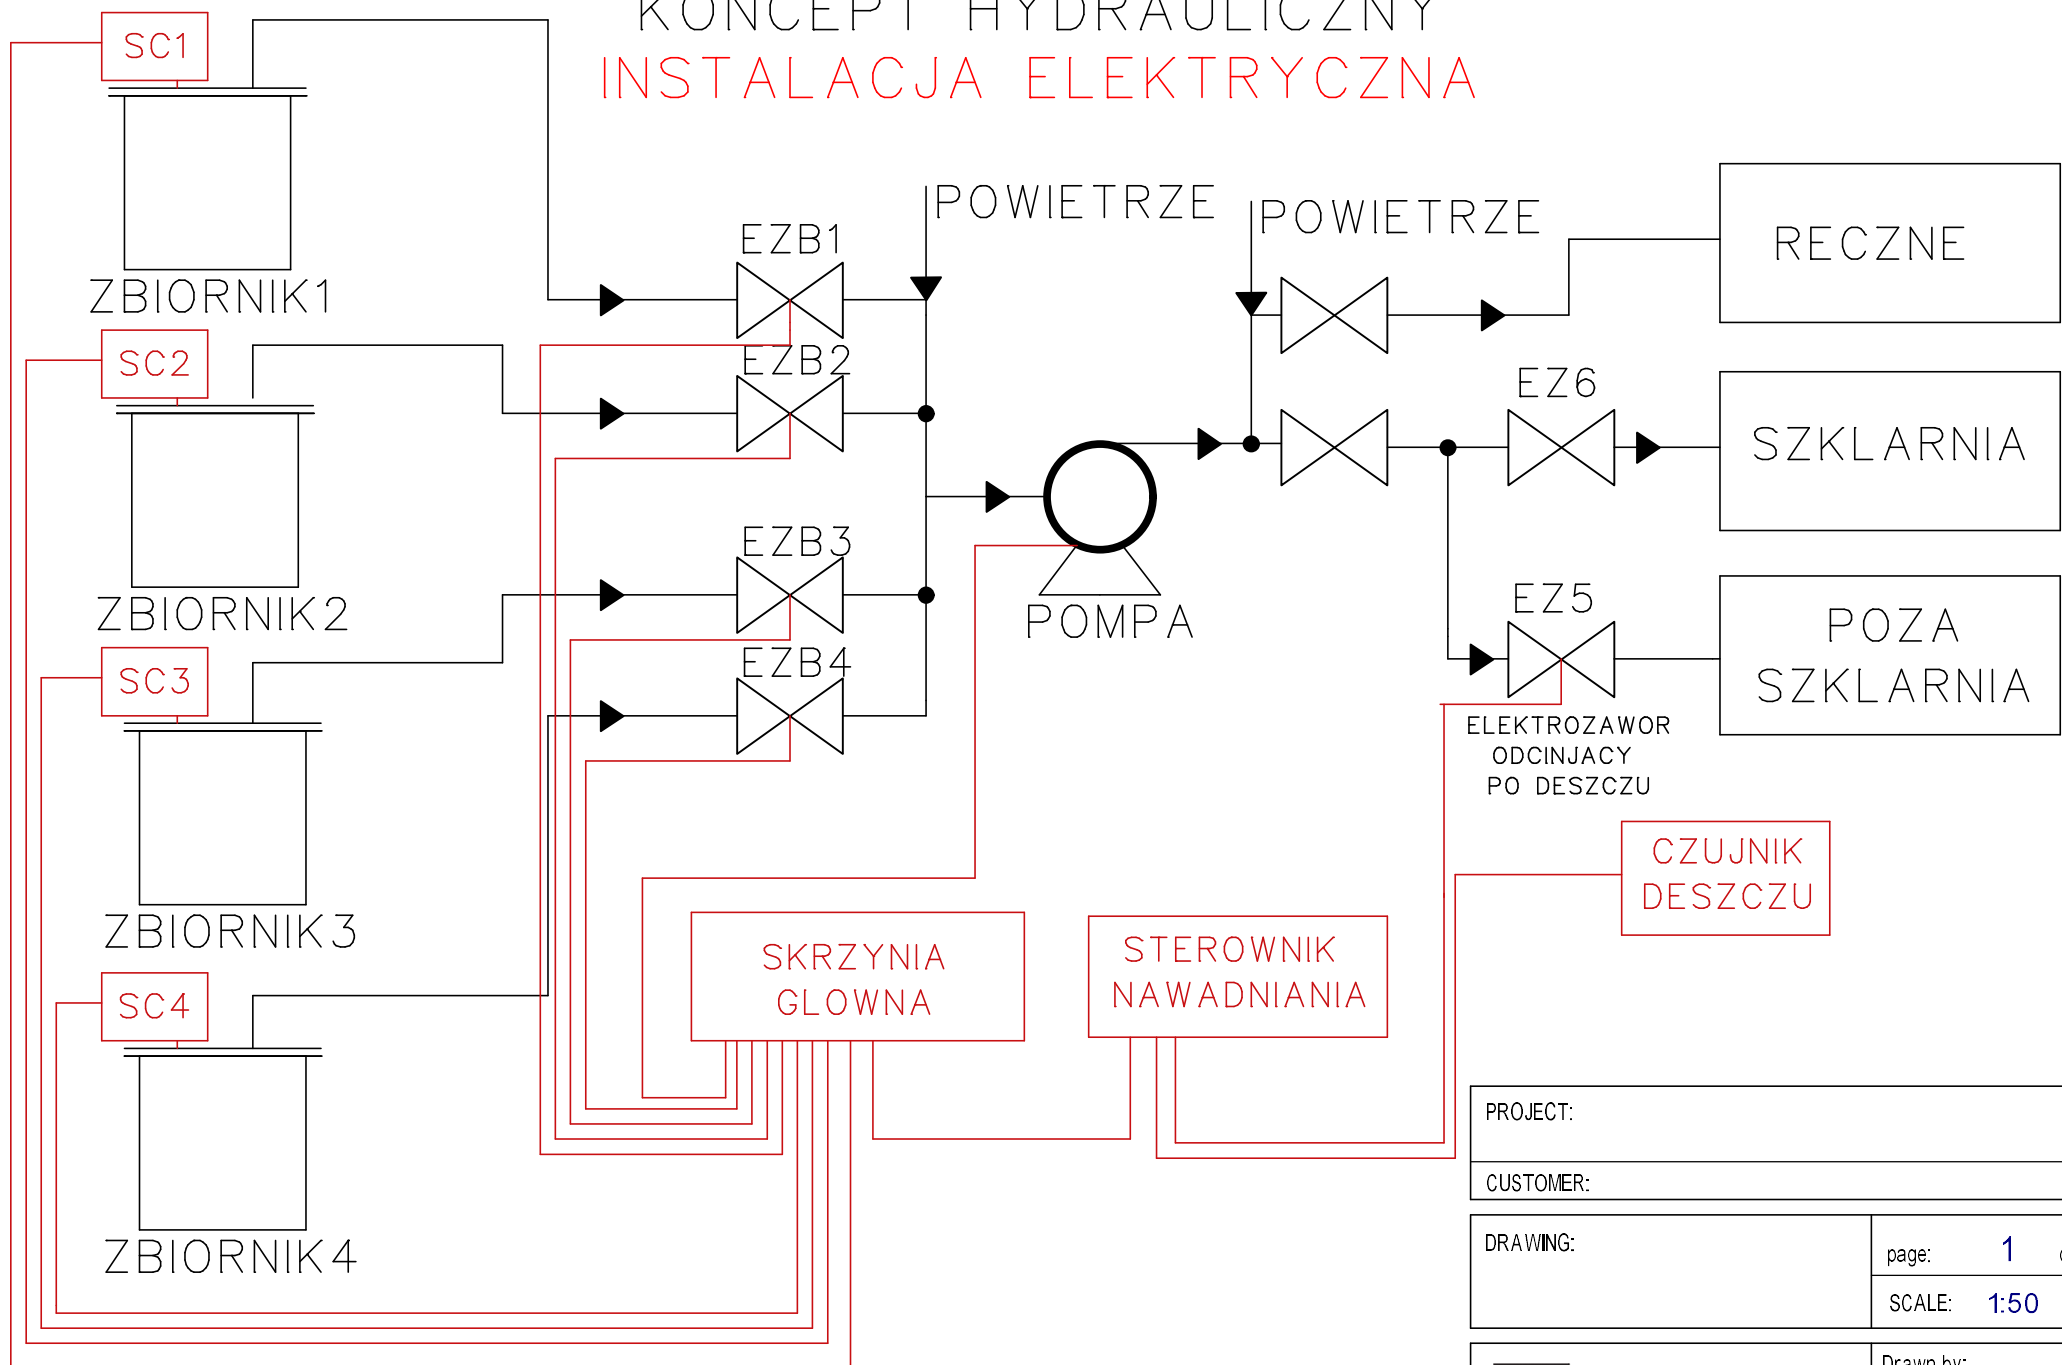 KONCEPT HYDRAULICZNY
INSTALACJA ELEKTRYCZNA
SC1
ZBIORNIK1
SC2
ZBIORNIK2
SC3
ZBIORNIK3
SC4
ZBIORNIK4
EZB1
EZB2
EZB3
EZB4
POWIETRZE
POWIETRZE
POMPA
RECZNE
EZ6
SZKLARNIA
EZ5
POZA
SZKLARNIA
ELEKTROZAWOR
ODCINJACY
PO DESZCZU
CZUJNIK
DESZCZU
SKRZYNIA
GLOWNA
STEROWNIK
NAWADNIANIA
PROJECT:
CUSTOMER:
DRAWING:
page: 1
SCALE: 1:50
Drawn by: